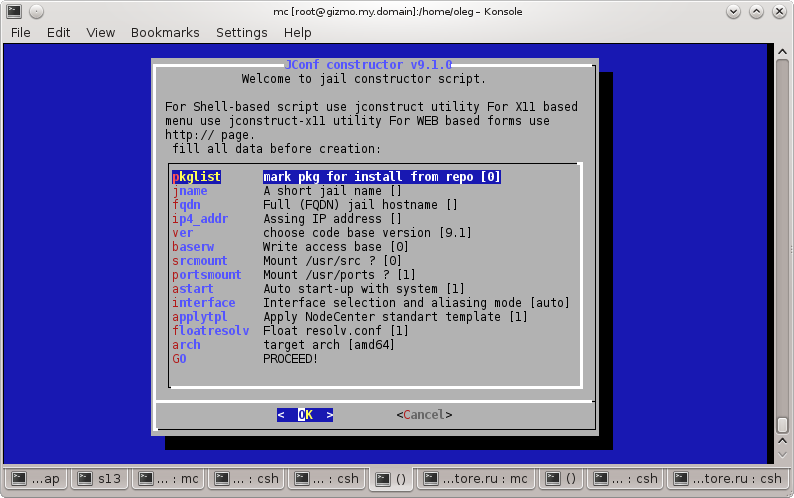 mc [root@gizmo.my.domain]:/home/oleg – Konsole
File Edit View Bookmarks Settings Help
JConf constructor v9.1.0
Welcome to jail constructor script.
For Shell-based script use jconstruct utility For X11 based
menu use jconstruct-x11 utility For WEB based forms use
http:// page.
fill all data before creation:
pkglist mark pkg for install from repo [0]
jname A short jail name []
fqdn Full (FQDN) jail hostname []
ip4_addr Assing IP address []
ver choose code base version [9.1]
baserw Write access base [0]
srcmount Mount /usr/src ? [0]
portsmount Mount /usr/ports ? [1]
astart Auto start-up with system [1]
interface Interface selection and aliasing mode [auto]
applytpl Apply NodeCenter standart template [1]
floatresolv Float resolv.conf [1]
arch target arch [amd64]
GO PROCEED!
< OK > <Cancel>
...ap s13 ... : mc ... : csh ... : csh () ...tore.ru : mc () ... : csh ...tore.ru : csh